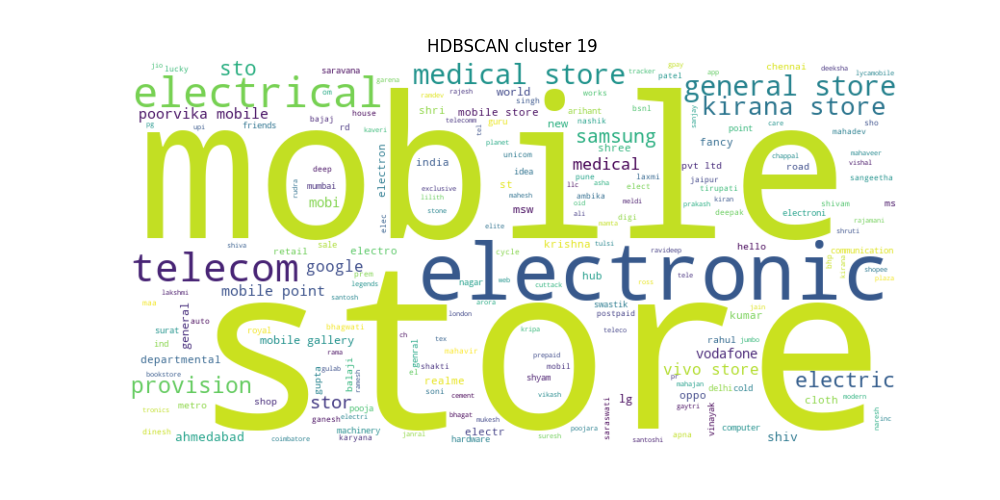 HDBSCAN cluster 19
mobile
store
electronic
telecom
electrical
medical store
general store
kirana store
sto
samsung
medical
provision
electric
stor
google
mobile point
poorvika mobile
mobi
vivo store
vodafone
mobile gallery
departmental
ahmedabad
general
shiv
cloth
oppo
lg
kumar
realme
electr
balaji
gupta
hub
krishna
msw
st
new
shree
fancy
pvt ltd
chennai
mobile store
world
shri
india
electron
saravana
jio
lucky
om
ramdev
rajesh
singh
works
garena
tracker
gpay
patel
app
deeksha
lycamobile
house
bajaj
rd
friends
upi
kaveri
telecomm
tel
guru
planet
nashik
arihant
bsnl
sanjay
point
care
mahadev
sho
mahaveer
vishal
unicom
idea
pune
llc
asha
laxmi
ambika
elect
digi
oid
ali
meldi
mahesh
exclusive
lilith
stone
elite
deep
mumbai
rudra
elec
jaipur
tirupati
kiran
prakash
deepak
chappal
road
electroni
shivam
sangeetha
ms
rajamani
shruti
shiva
retail
sale
electro
prem
legends
santosh
lakshmi
max
surat
auto
ind
royal
bhagwati
bookstore
metro
shop
tronics
dinesh
coimbatore
rama
gulab
ramesh
pooja
ganesh
electri
machinery
karyana
janral
genral
el
ch
tex
mahavir
shakti
soni
cement
bhagat
mukesh
hardware
nagar
arora
web
london
cycle
tulsi
cuttack
kripa
prepaid
mobil
shyam
vikash
suresh
poojara
saraswati
santoshi
apna
swastik
postpaid
teleco
ravideep
tele
hello
communication
bhp
kirana
shopee
plaza
jain
rahul
jumbo
delhi
cold
mahajan
gaytri
vinayak
computer
modern
naresh
inc